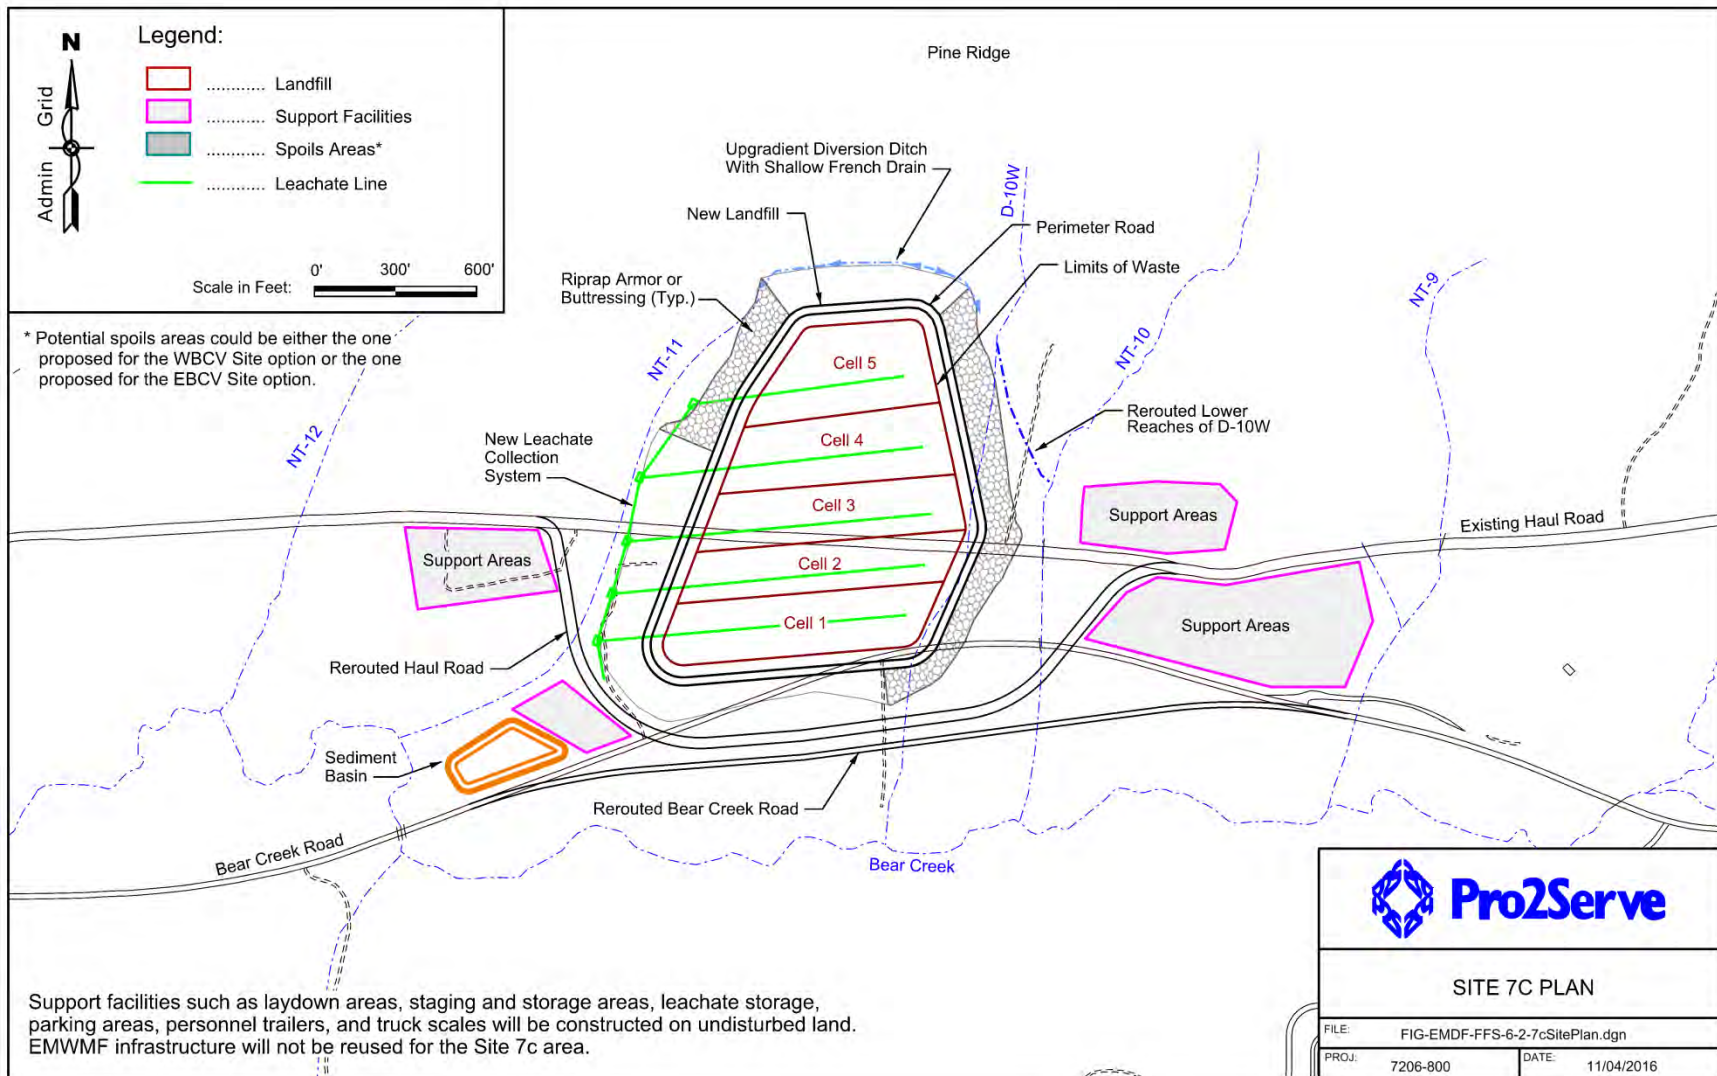 N
Grid
Admin
Legend:
............ Landfill
............ Support Facilities
............ Spoils Areas*
............ Leachate Line
0' 300' 600'
Scale in Feet:
* Potential spoils areas could be either the one
proposed for the WBCV Site option or the one
proposed for the EBCV Site option.
Pine Ridge
Upgradient Diversion Ditch
With Shallow French Drain
D-10W
New Landfill
Perimeter Road
Limits of Waste
Riprap Armor or
Buttressing (Typ.)
NT-9
NT-10
NT-11
NT-12
Cell 5
Rerouted Lower
Reaches of D-10W
New Leachate
Collection
System
Cell 4
Cell 3
Support Areas
Existing Haul Road
Support Areas
Cell 2
Cell 1
Support Areas
Rerouted Haul Road
Sediment
Basin
Rerouted Bear Creek Road
Bear Creek Road
Bear Creek
Support facilities such as laydown areas, staging and storage areas, leachate storage,
parking areas, personnel trailers, and truck scales will be constructed on undisturbed land.
EMWMF infrastructure will not be reused for the Site 7c area.
Pro2Serve
SITE 7C PLAN
FILE: FIG-EMDF-FFS-6-2-7cSitePlan.dgn
PROJ: 7206-800 DATE: 11/04/2016